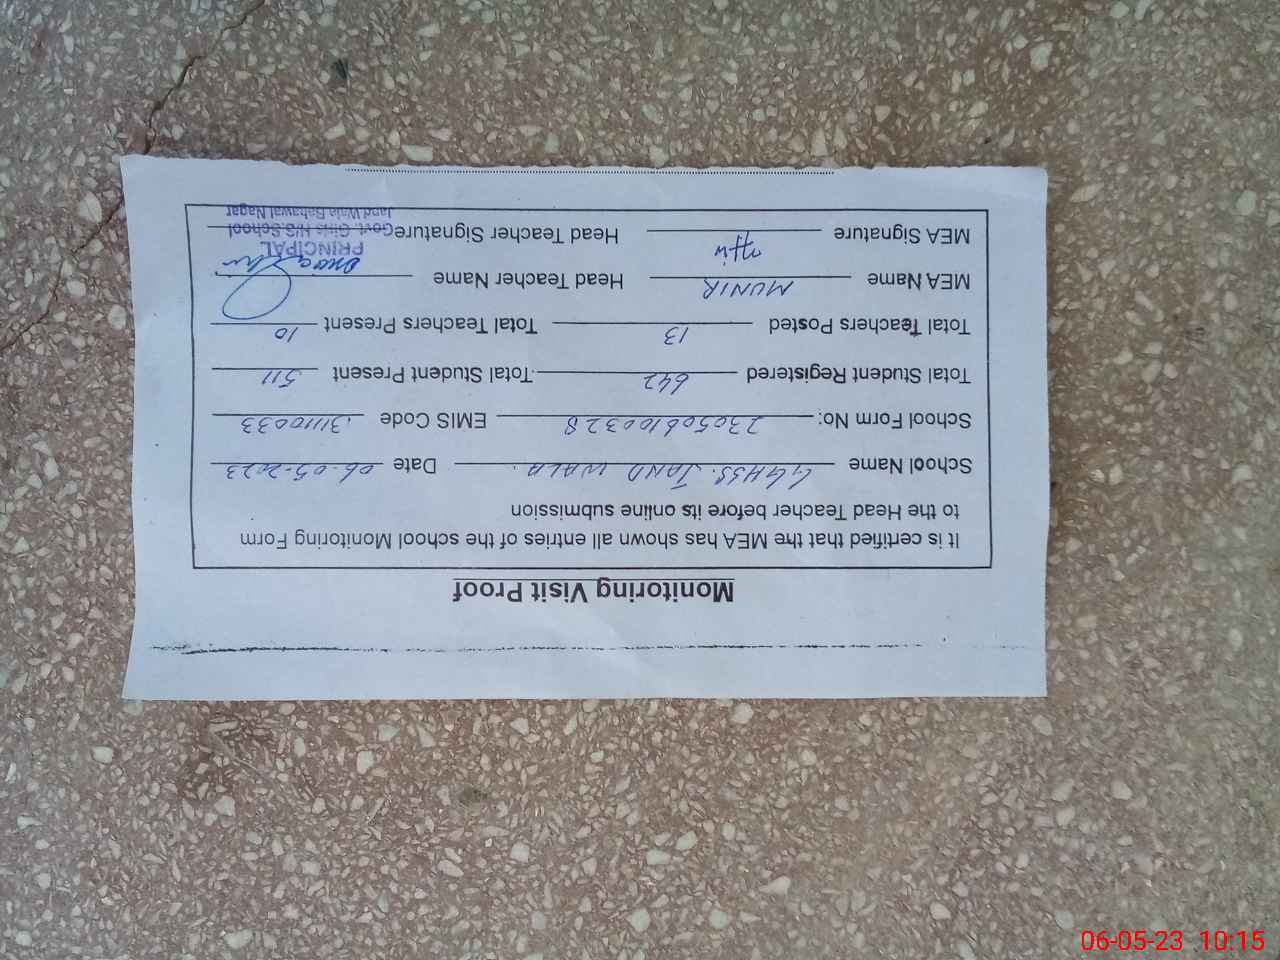 Monitoring Visit Proof
It is certified that the MEA has shown all entries of the school Monitoring Form
to the Head Teacher before its online submission
School Name GGHSS. JAND WALA. Date 06-05-2023
School Form No: 230506100328 EMIS Code 31110033
Total Student Registered 642 Total Student Present 511
Total Teachers Posted 13 Total Teachers Present 10
MEA Name MUNIR Head Teacher Name
MEA Signature Head Teacher Signature
PRINCIPAL
Govt. Girls H/S.School
Jand Wala Bahawal Nagar
06-05-23 10:15